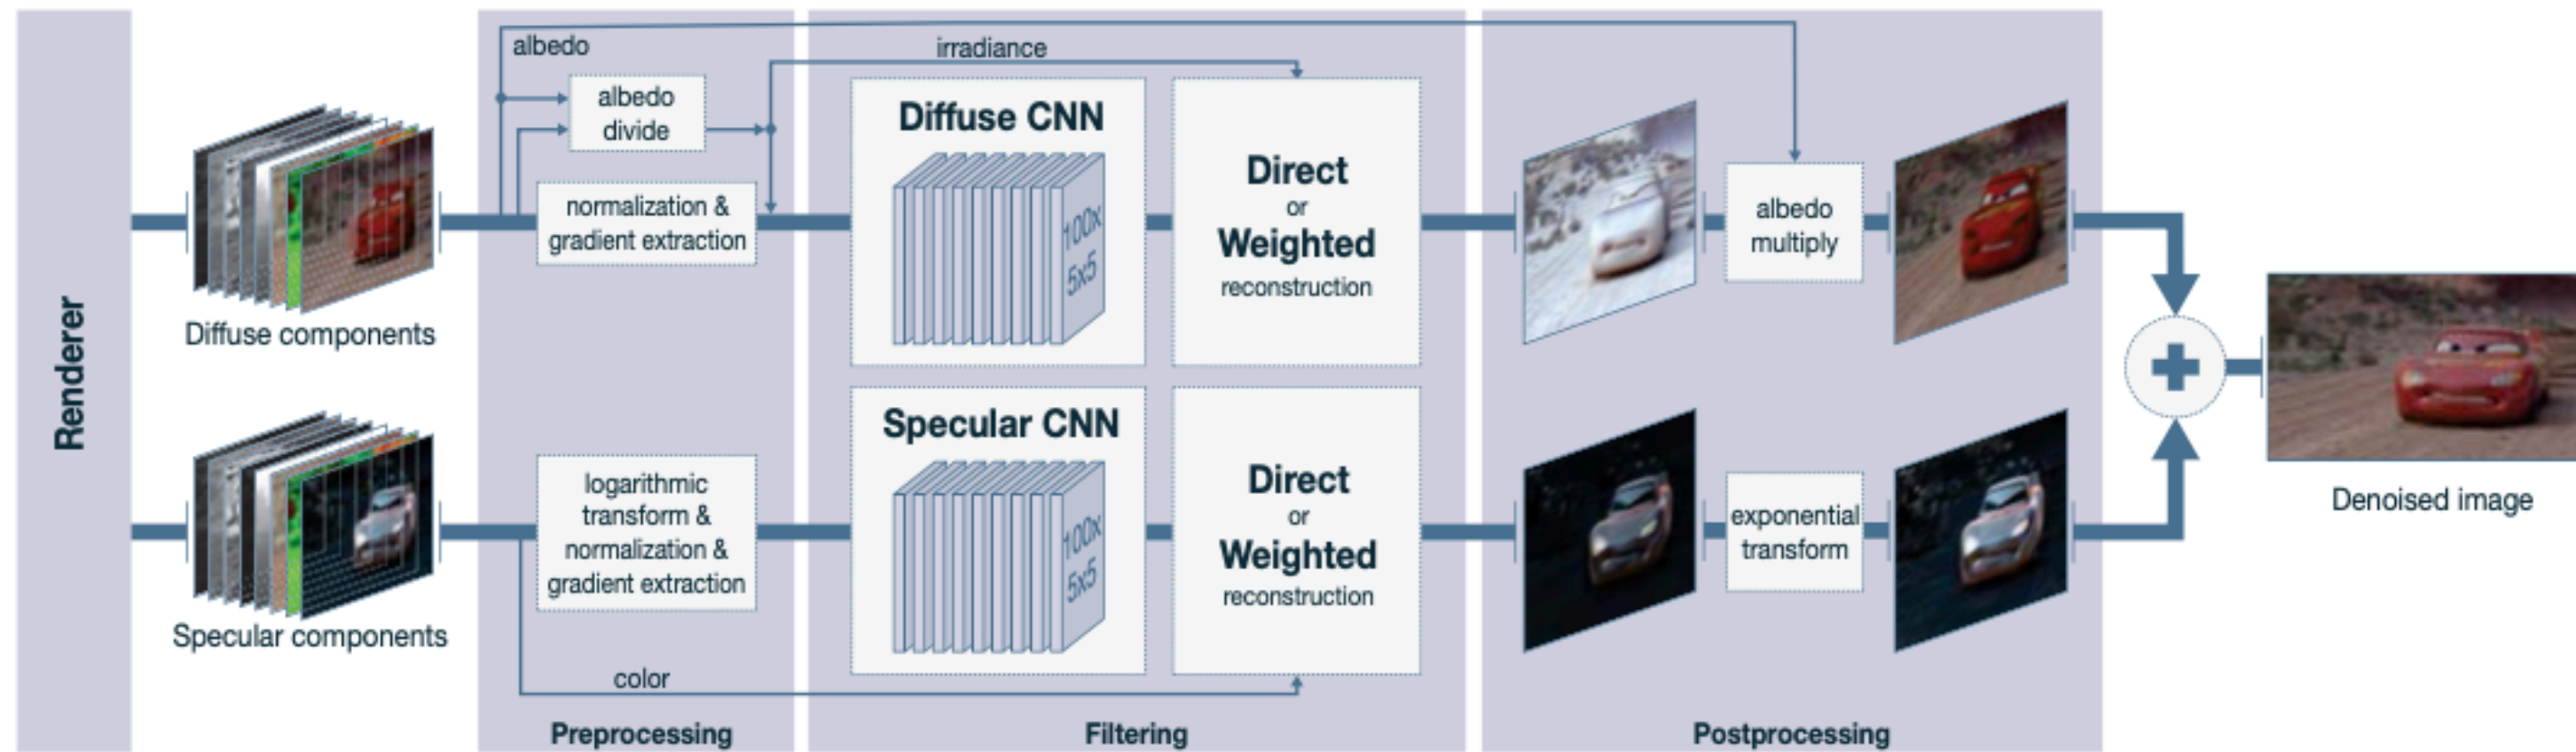 Renderer
Diffuse components
Specular components
albedo
albedo
divide
normalization &
gradient extraction
logarithmic
transform &
normalization &
gradient extraction
color
Preprocessing
irradiance
Diffuse CNN
100x
5x5
Direct
or
Weighted
reconstruction
Specular CNN
100x
5x5
Direct
or
Weighted
reconstruction
Filtering
albedo
multiply
exponential
transform
Postprocessing
Denoised image